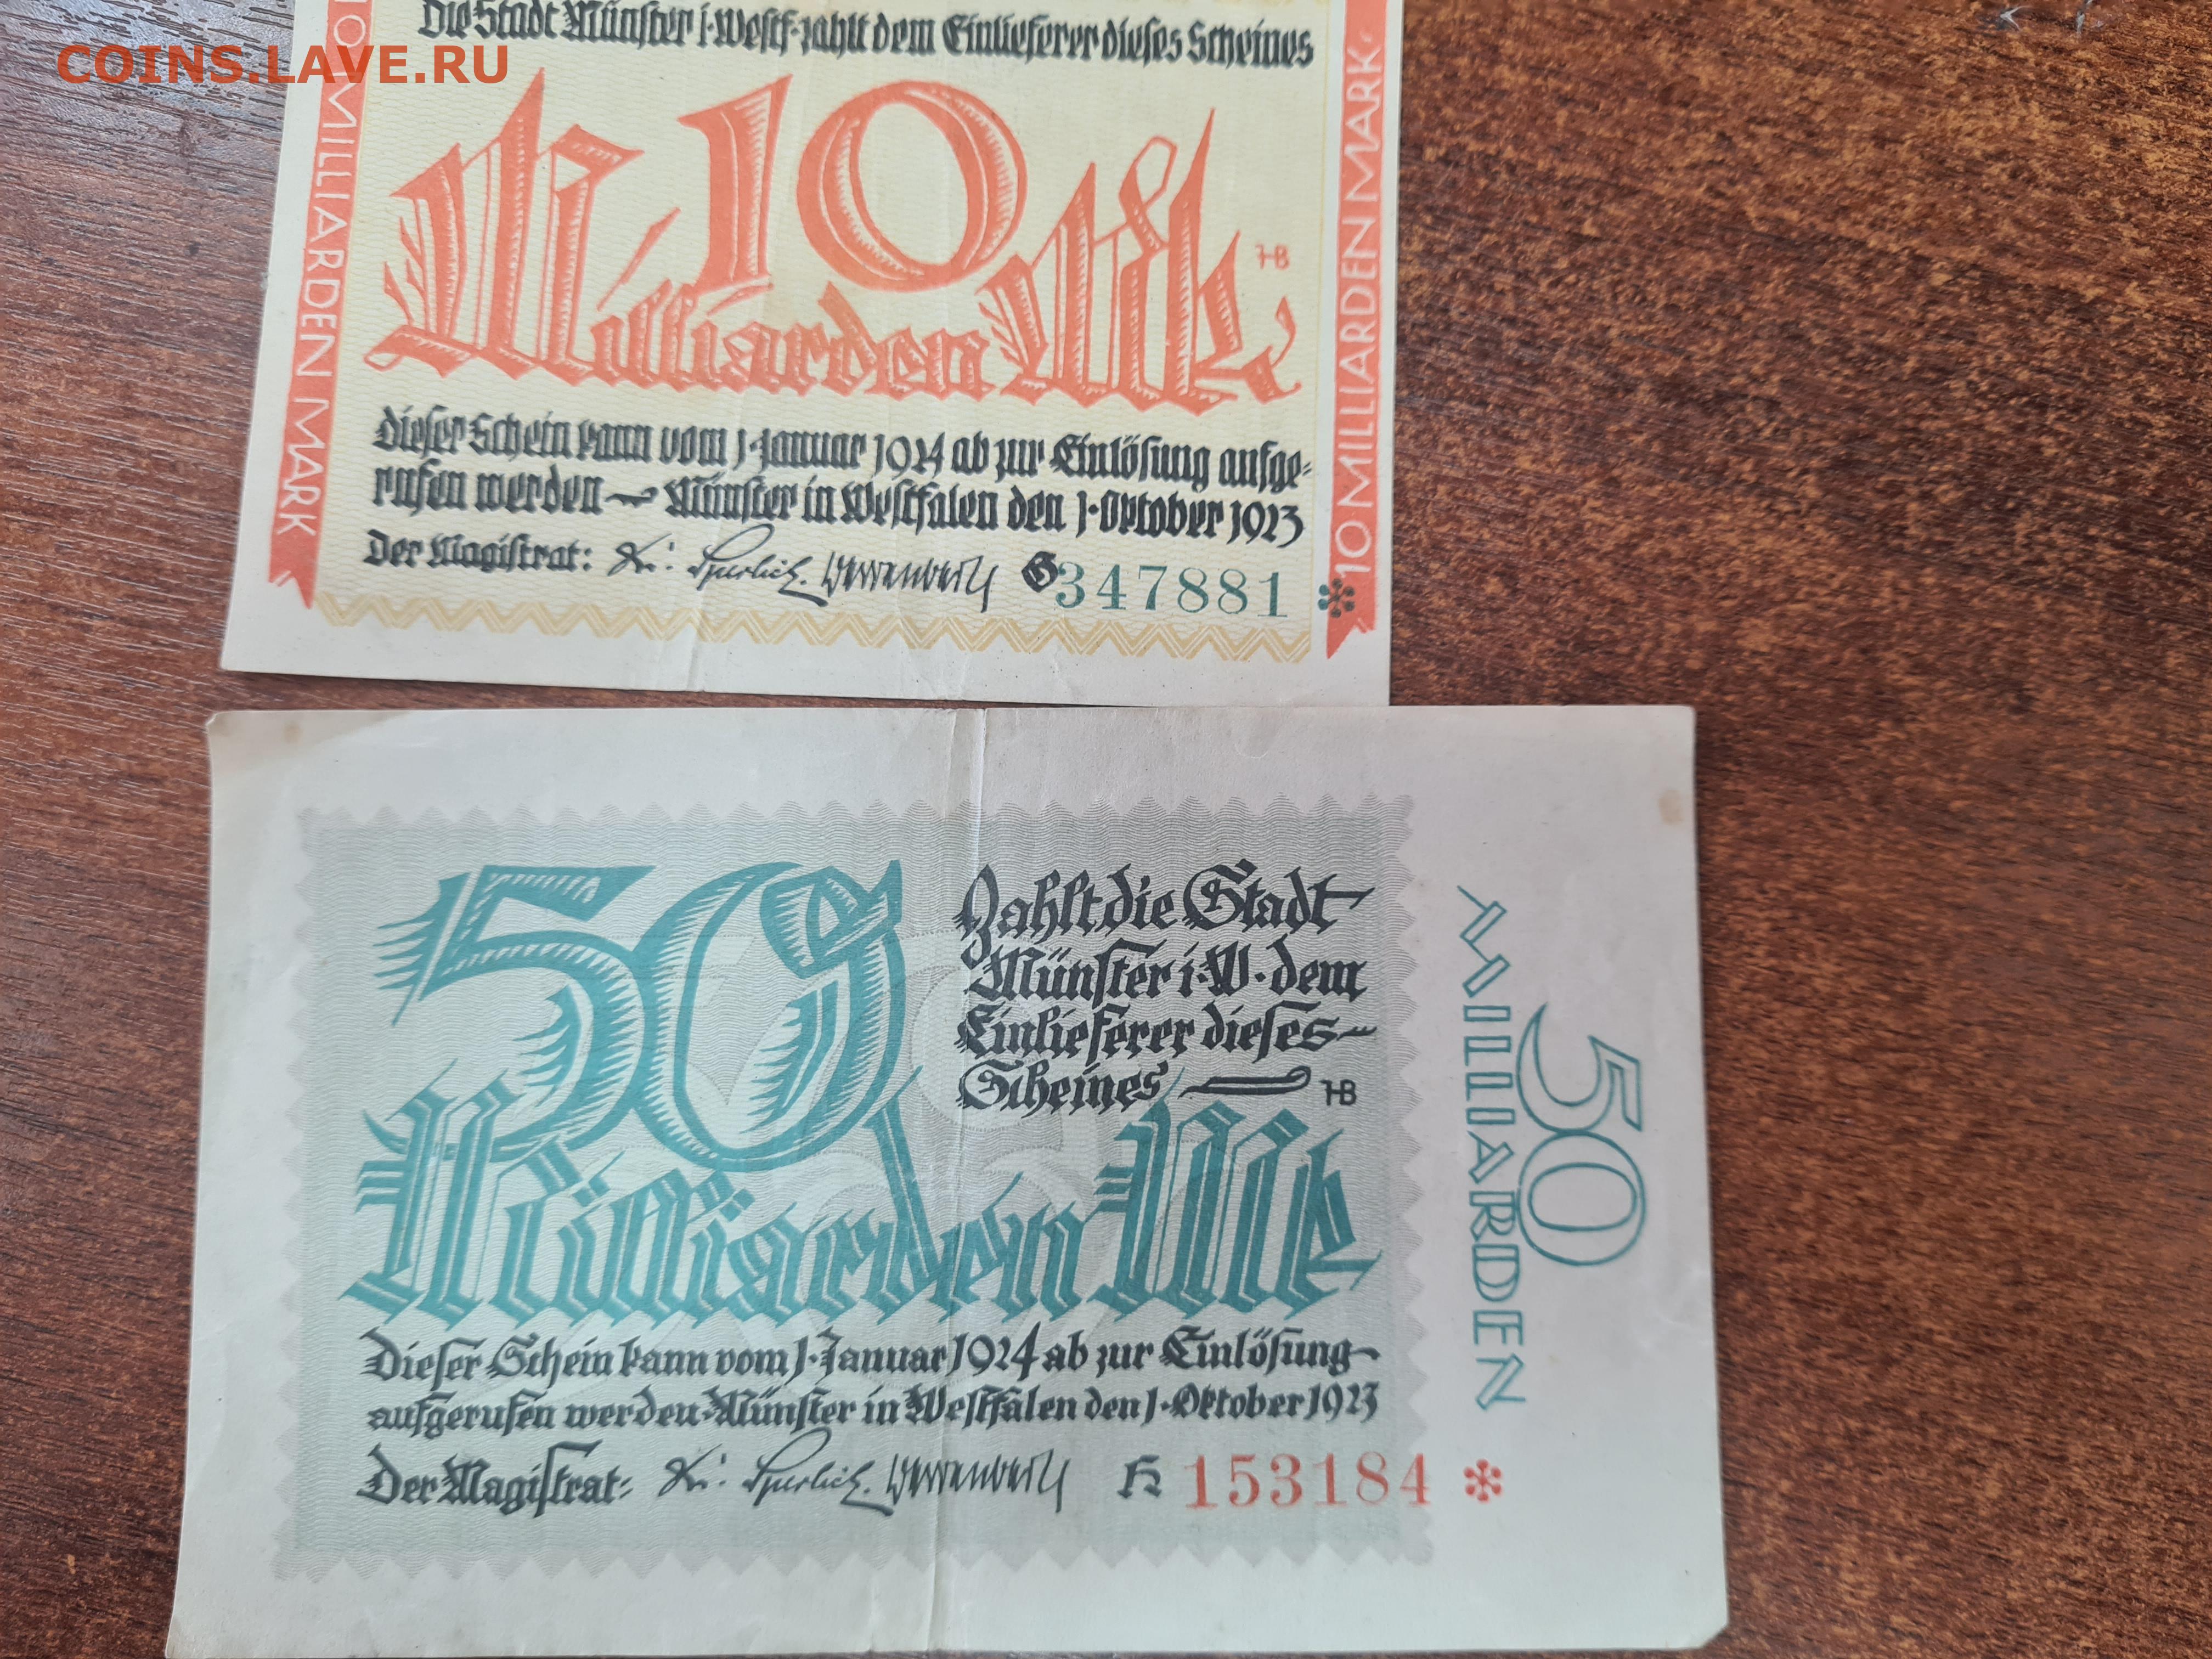 COINS.LAVE.RU
Die Stadt Münster i·Westf·zahlt dem Einlieferer dieses Scheines
10
Milliarden Mk
HB
10 MILLIARDEN MARK
10 MILLIARDEN MARK
dieser Schein kann vom 1·Januar 1924 ab zur Einlösung aufge=
rufen werden — Münster in Westfalen den 1·Oktober 1923
Der Magistrat:
G 347881 *
50
Milliarden Mk
Zahlt die Stadt
Münster i·W·dem
Einlieferer dieses
Scheines
HB
Dieser Schein kann vom 1·Januar 1924 ab zur Einlösung
aufgerufen werden·Münster in Westfalen den 1·Oktober 1923
Der Magistrat:
153184 *
50
MILLIARDEN